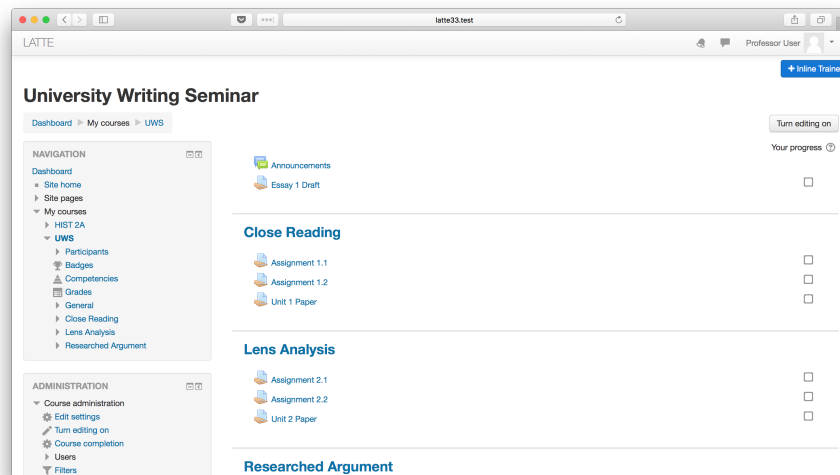 latte33.test
LATTE
Professor User
+ Inline Traine
University Writing Seminar
Dashboard My courses UWS
Turn editing on
NAVIGATION
Dashboard
Site home
Site pages
My courses
HIST 2A
UWS
Participants
Badges
Competencies
Grades
General
Close Reading
Lens Analysis
Researched Argument
ADMINISTRATION
Course administration
Edit settings
Turn editing on
Course completion
Users
Filters
Your progress
Announcements
Essay 1 Draft
Close Reading
Assignment 1.1
Assignment 1.2
Unit 1 Paper
Lens Analysis
Assignment 2.1
Assignment 2.2
Unit 2 Paper
Researched Argument